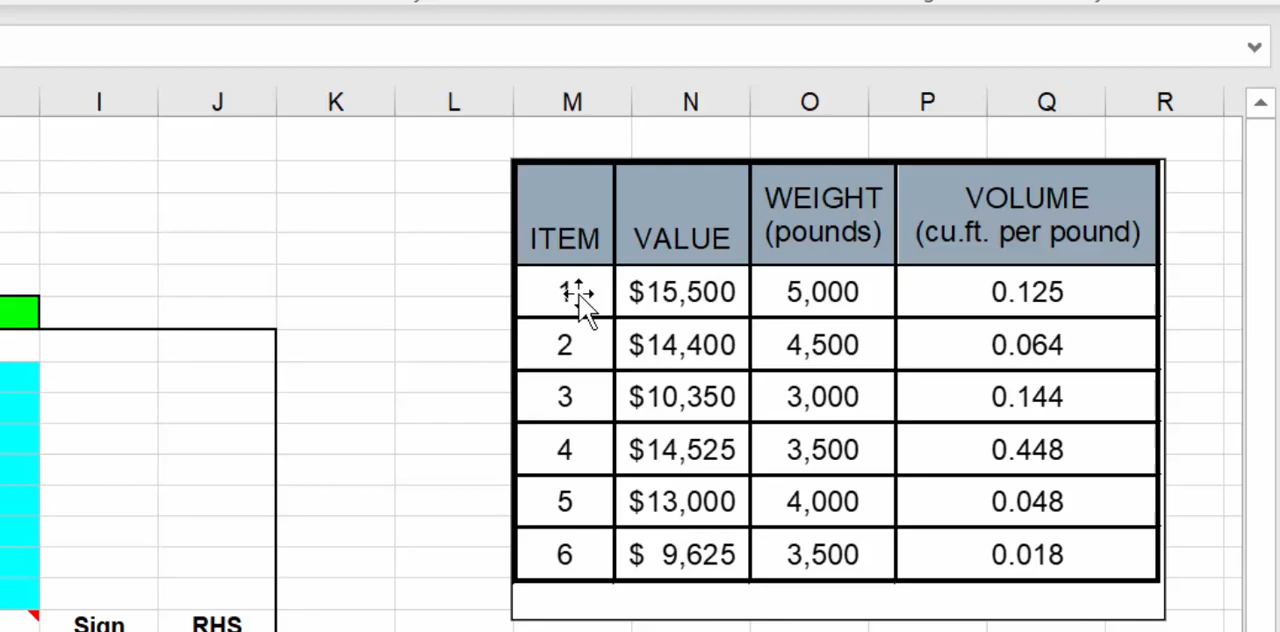 I J K L M N O P Q R
ITEM VALUE WEIGHT (pounds) VOLUME (cu.ft. per pound)
1 $15,500 5,000 0.125
2 $14,400 4,500 0.064
3 $10,350 3,000 0.144
4 $14,525 3,500 0.448
5 $13,000 4,000 0.048
6 $ 9,625 3,500 0.018
Sign RHS